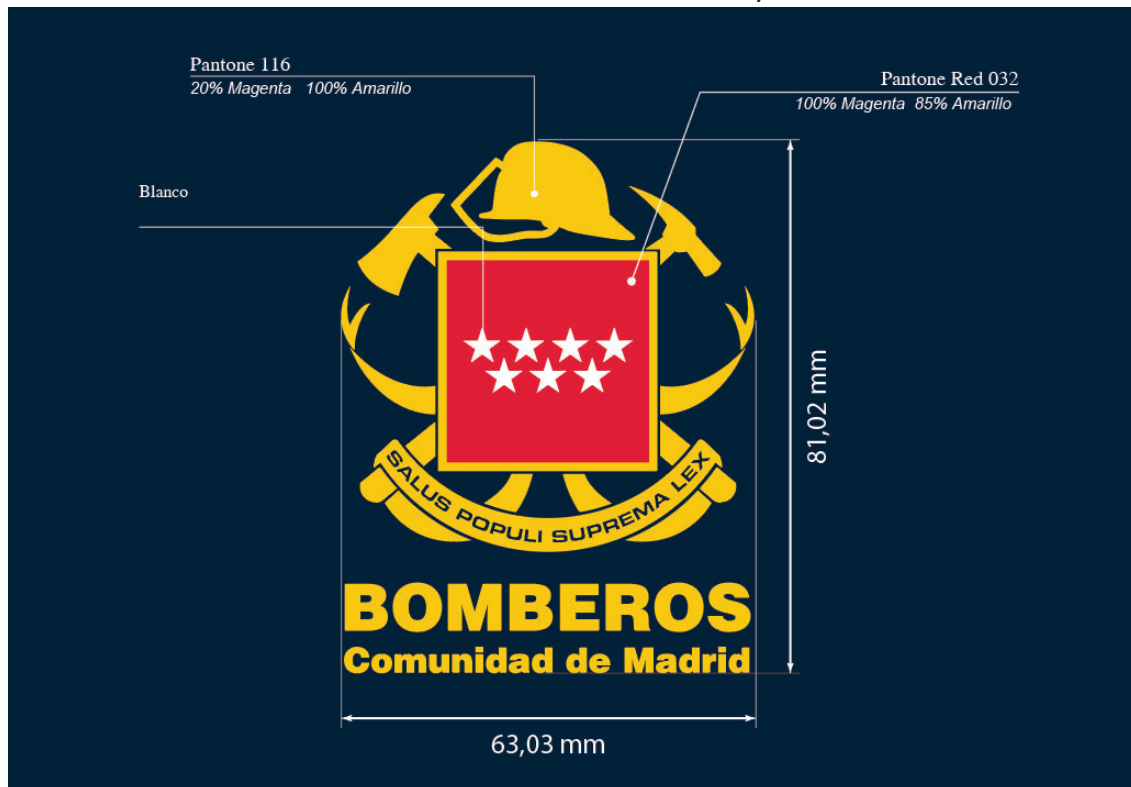 Pantone 116
20% Magenta 100% Amarillo
Pantone Red 032
100% Magenta 85% Amarillo
Blanco
81,02 mm
SALUS POPULI SUPREMA LEX
BOMBEROS
Comunidad de Madrid
63,03 mm